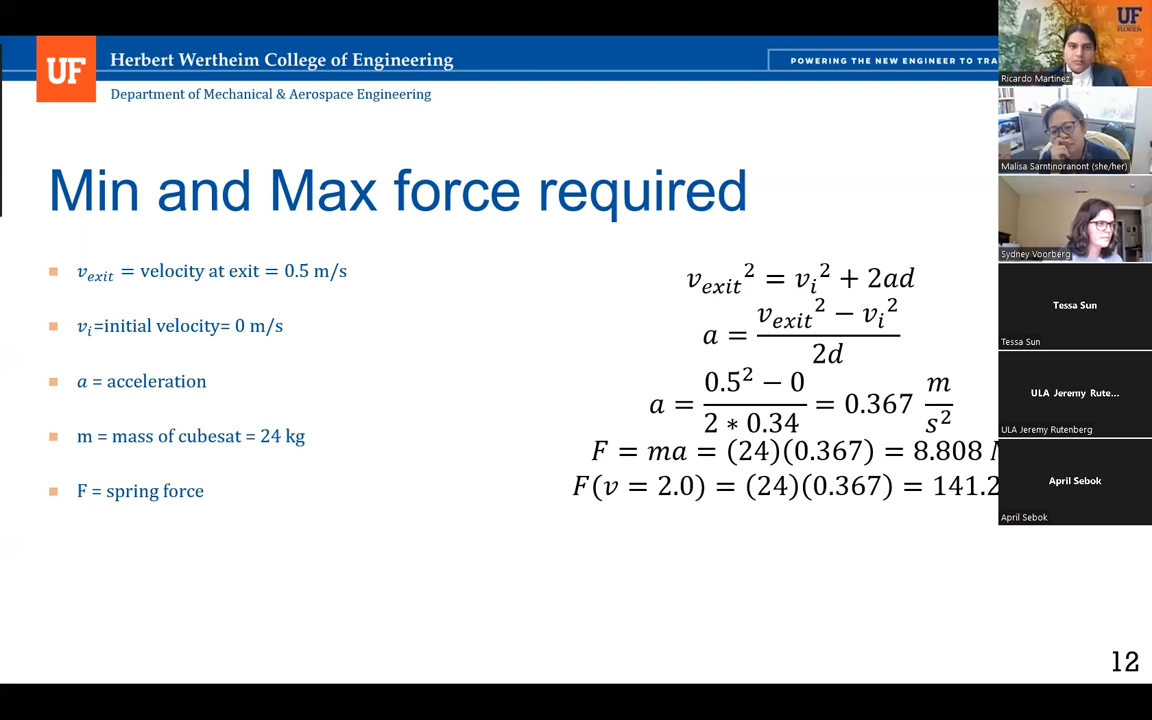 UF
Herbert Wertheim College of Engineering
POWERING THE NEW ENGINEER TO TRA
Department of Mechanical & Aerospace Engineering
Min and Max force required
v_exit = velocity at exit = 0.5 m/s
v_i=initial velocity= 0 m/s
a = acceleration
m = mass of cubesat = 24 kg
F = spring force
v_exit² = v_i² + 2ad
a = (v_exit² − v_i²) / 2d
a = (0.5² − 0) / (2 ∗ 0.34) = 0.367 m/s²
F = ma = (24)(0.367) = 8.808
F(v = 2.0) = (24)(0.367) = 141.2
12
UF
FLORIDA
Ricardo Martinez
Malisa Sarntinoranont (she/her)
Sydney Voorberg
Tessa Sun
Tessa Sun
ULA Jeremy Rute...
ULA Jeremy Rutenberg
April Sebok
April Sebok